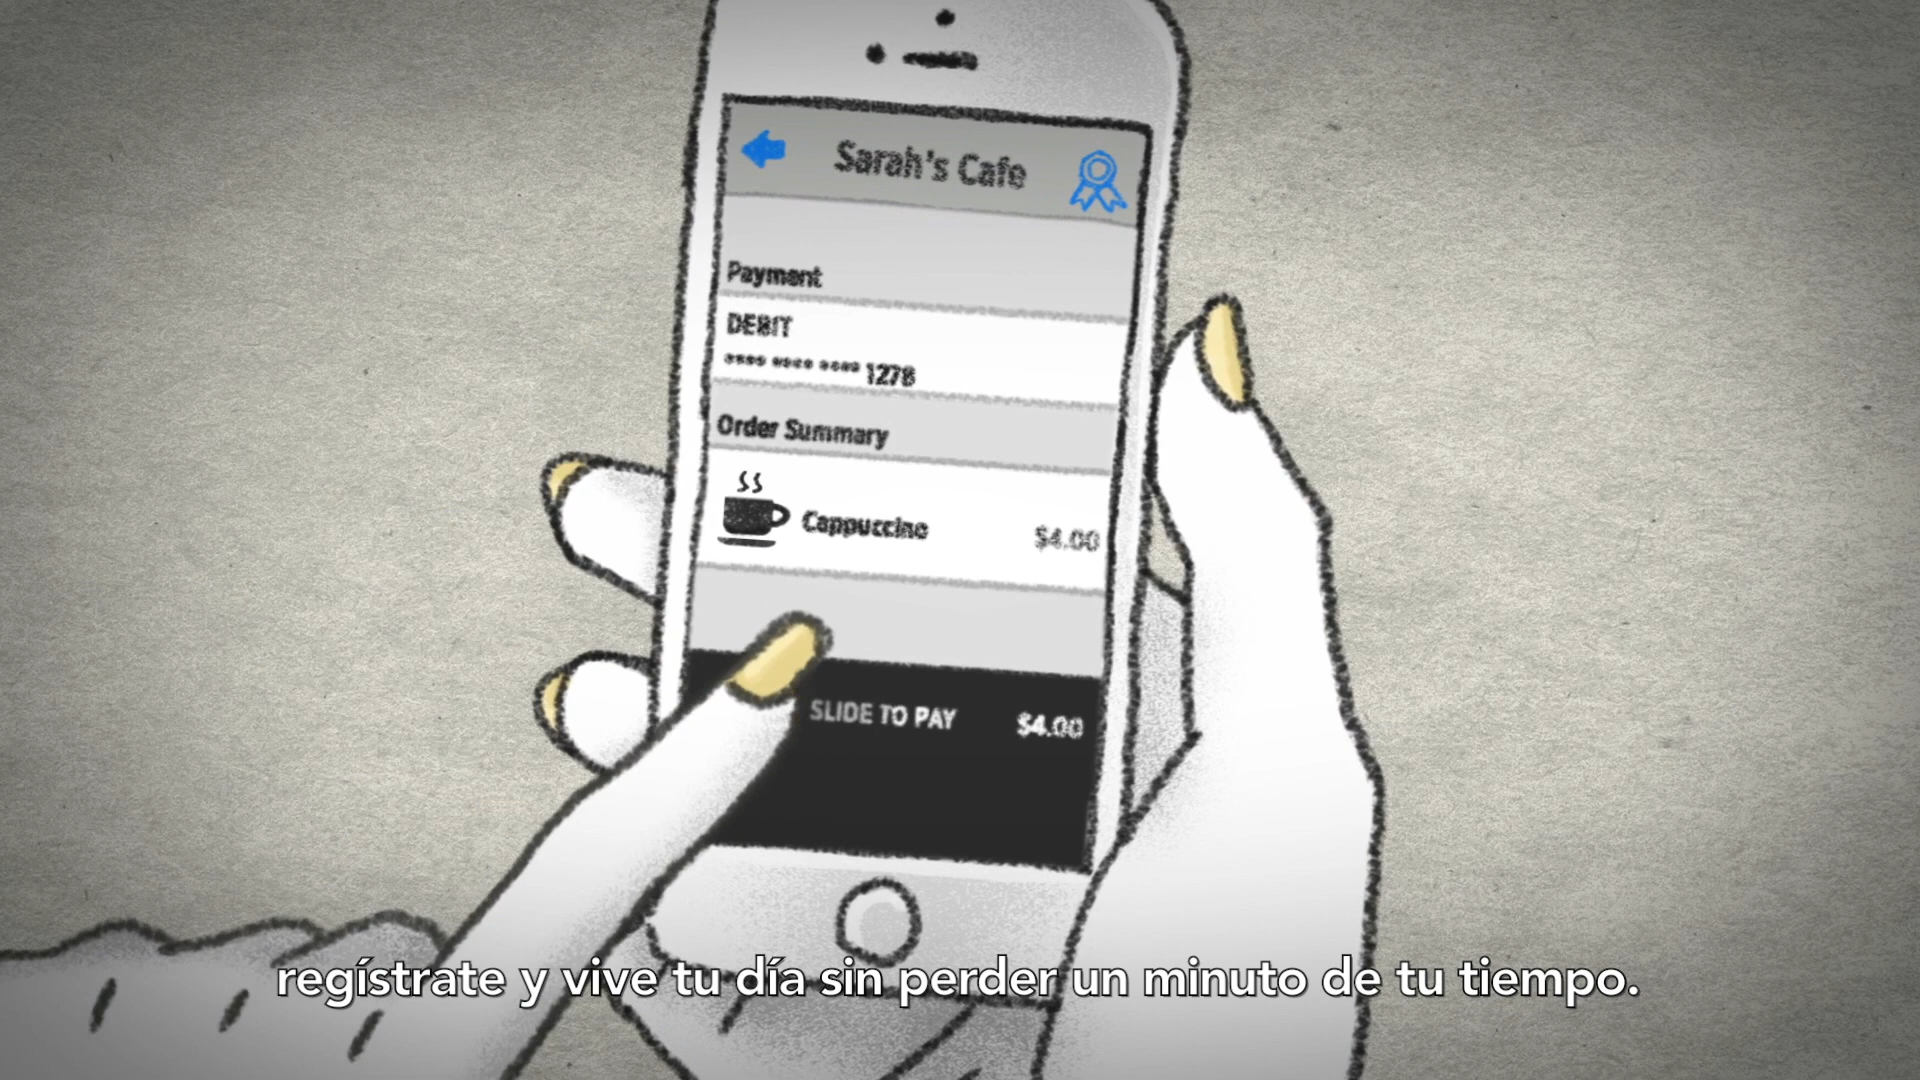 Sarah's Cafe
Payment
DEBIT
**** **** **** 1278
Order Summary
Cappuccino $4.00
SLIDE TO PAY $4.00
regístrate y vive tu día sin perder un minuto de tu tiempo.